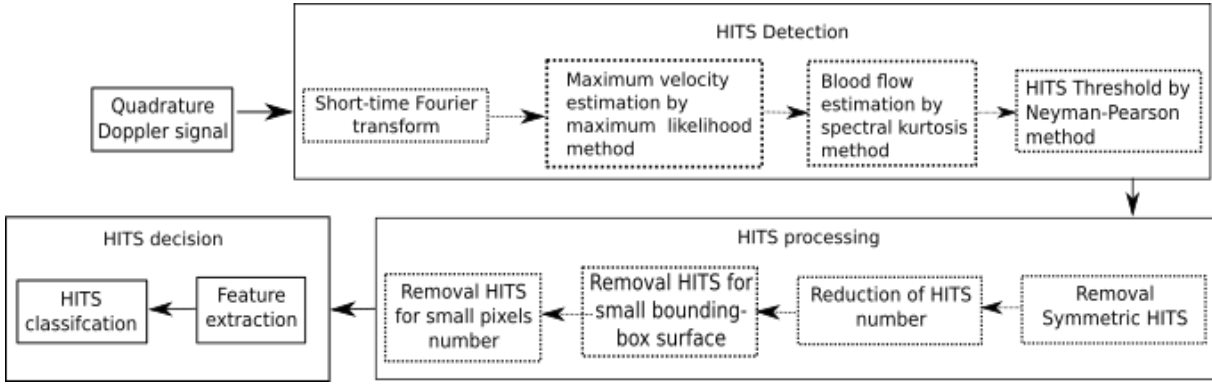 HITS Detection
Quadrature
Doppler signal
Short-time Fourier
transform
Maximum velocity
estimation by
maximum likelihood
method
Blood flow
estimation by
spectral kurtosis
method
HITS Threshold by
Neyman-Pearson
method
HITS processing
Removal
Symmetric HITS
Reduction of HITS
number
Removal HITS for
small bounding-
box surface
Removal HITS
for small pixels
number
HITS decision
Feature
extraction
HITS
classifcation